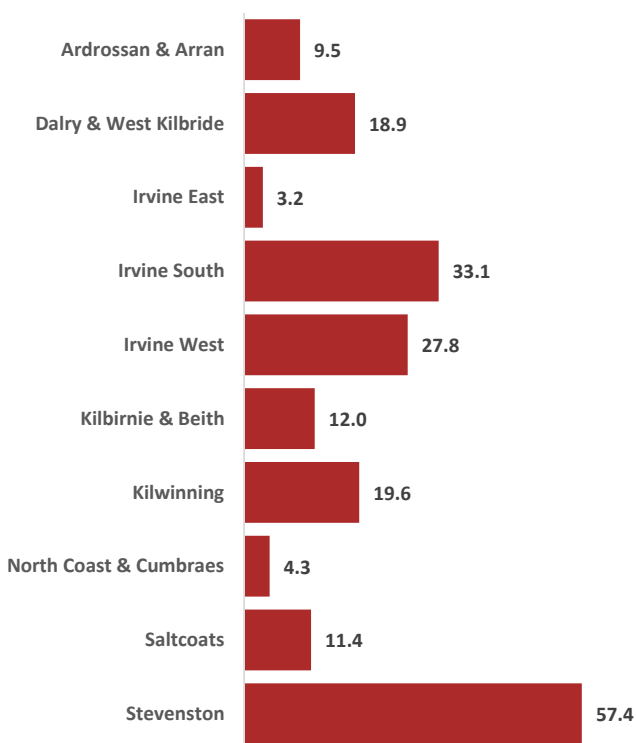 Ardrossan & Arran 9.5
Dalry & West Kilbride 18.9
Irvine East 3.2
Irvine South 33.1
Irvine West 27.8
Kilbirnie & Beith 12.0
Kilwinning 19.6
North Coast & Cumbraes 4.3
Saltcoats 11.4
Stevenston 57.4